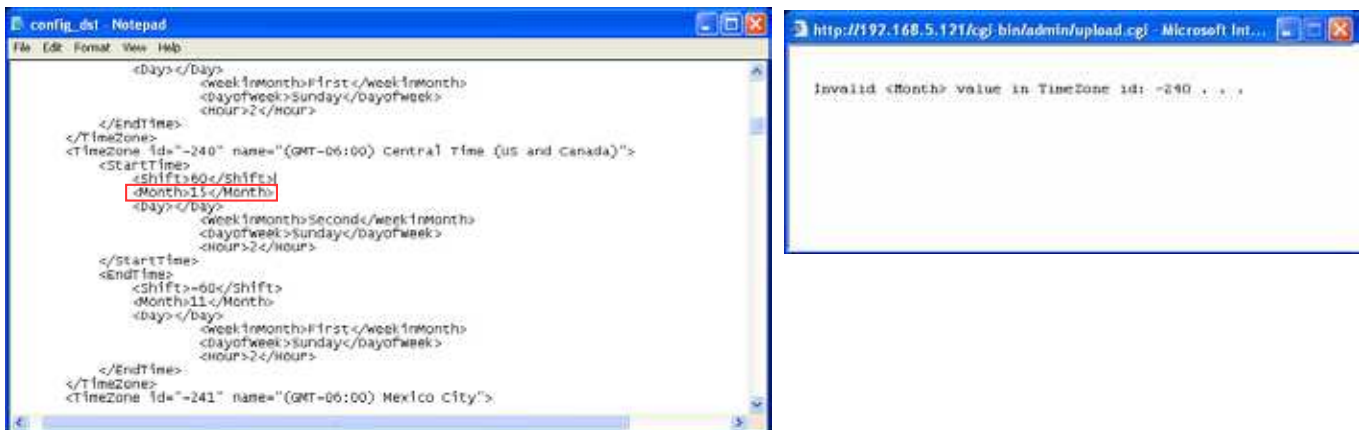 config_dst - Notepad
File Edit Format View Help
<Day></Day>
<WeekInMonth>First</WeekInMonth>
<DayofWeek>Sunday</DayofWeek>
<Hour>2</Hour>
</EndTime>
</TimeZone>
<TimeZone id="-240" name="(GMT-06:00) Central Time (US and Canada)">
<StartTime>
<Shift>60</Shift>
<Month>15</Month>
<Day></Day>
<WeekInMonth>Second</WeekInMonth>
<DayofWeek>Sunday</DayofWeek>
<Hour>2</Hour>
</StartTime>
<EndTime>
<Shift>-60</Shift>
<Month>11</Month>
<Day></Day>
<WeekInMonth>First</WeekInMonth>
<DayofWeek>Sunday</DayofWeek>
<Hour>2</Hour>
</EndTime>
</TimeZone>
<TimeZone id="-241" name="(GMT-06:00) Mexico City">
http://192.168.5.121/cgi-bin/admin/upload.cgi - Microsoft Int...
Invalid <Month> value in TimeZone id: -240 . . .